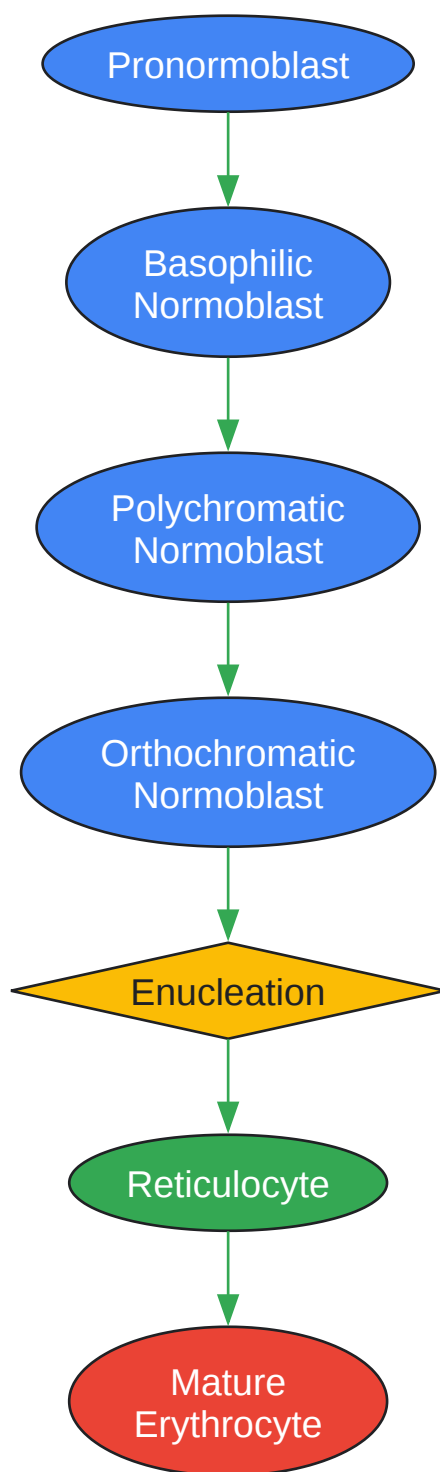 Pronormoblast
Basophilic
Normoblast
Polychromatic
Normoblast
Orthochromatic
Normoblast
Enucleation
Reticulocyte
Mature
Erythrocyte